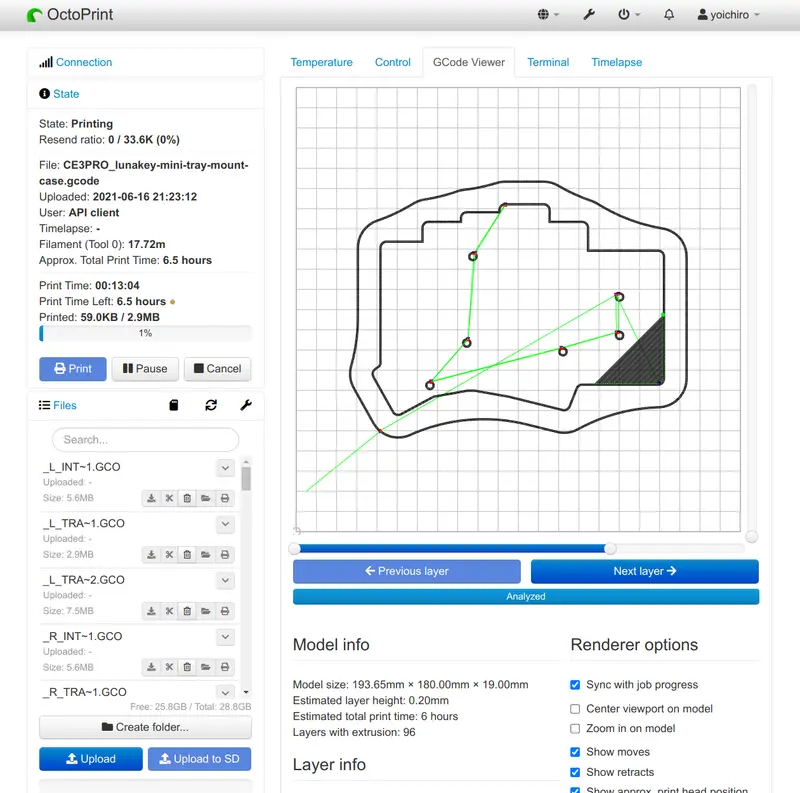 OctoPrint
yoichiro
Connection
State
State: Printing
Resend ratio: 0 / 33.6K (0%)
File: CE3PRO_lunakey-mini-tray-mount-
case.gcode
Uploaded: 2021-06-16 21:23:12
User: API client
Timelapse: -
Filament (Tool 0): 17.72m
Approx. Total Print Time: 6.5 hours
Print Time: 00:13:04
Print Time Left: 6.5 hours
Printed: 59.0KB / 2.9MB
1%
Print Pause Cancel
Files
Search...
_L_INT~1.GCO
Uploaded: -
Size: 5.6MB
_L_TRA~1.GCO
Uploaded: -
Size: 2.9MB
_L_TRA~2.GCO
Uploaded: -
Size: 7.5MB
_R_INT~1.GCO
Uploaded: -
Size: 5.6MB
_R_TRA~1.GCO
Free: 25.8GB / Total: 28.8GB
Create folder...
Upload Upload to SD
Temperature Control GCode Viewer Terminal Timelapse
Previous layer Next layer
Analyzed
Model info
Model size: 193.65mm × 180.00mm × 19.00mm
Estimated layer height: 0.20mm
Estimated total print time: 6 hours
Layers with extrusion: 96
Layer info
Renderer options
Sync with job progress
Center viewport on model
Zoom in on model
Show moves
Show retracts
Show approx. print head position